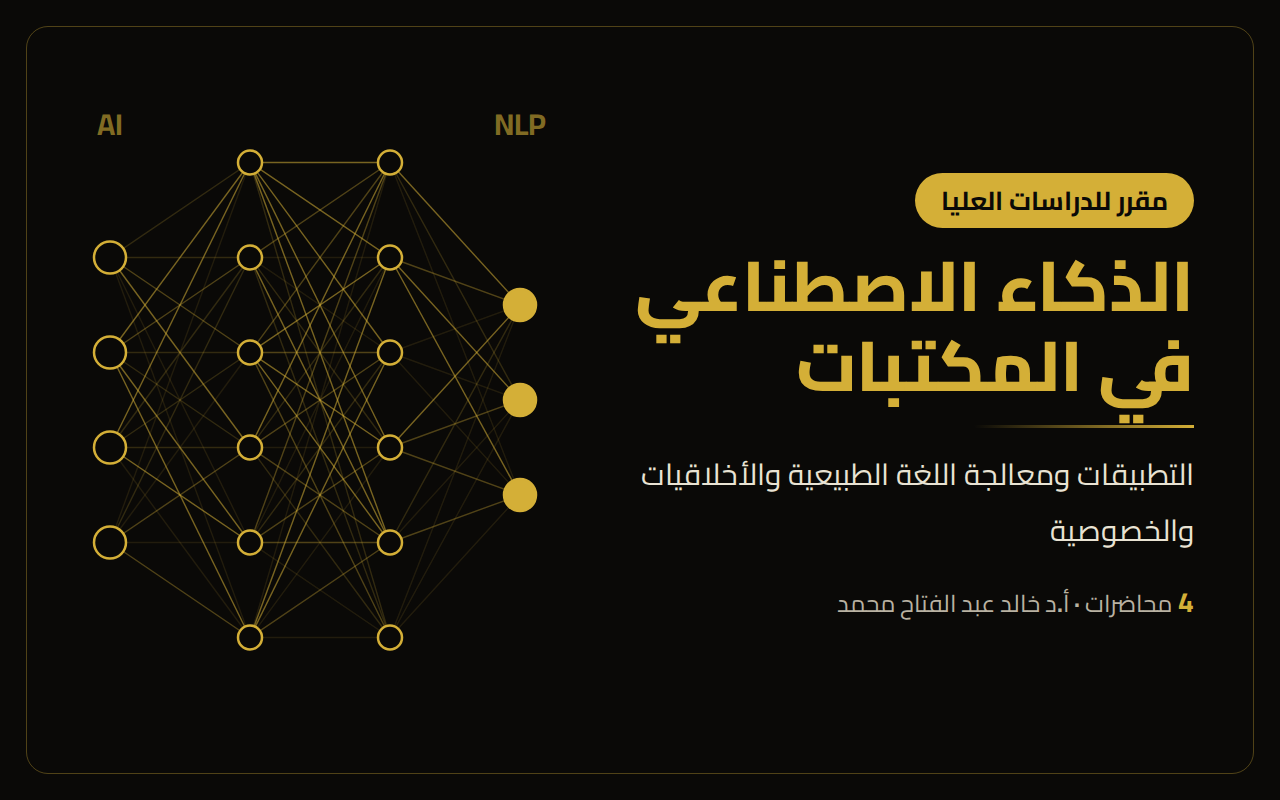 AI
NLP
مقرر للدراسات العليا
الذكاء الاصطناعي
في المكتبات
التطبيقات ومعالجة اللغة الطبيعية والأخلاقيات
والخصوصية
4 محاضرات · أ.د خالد عبد الفتاح محمد